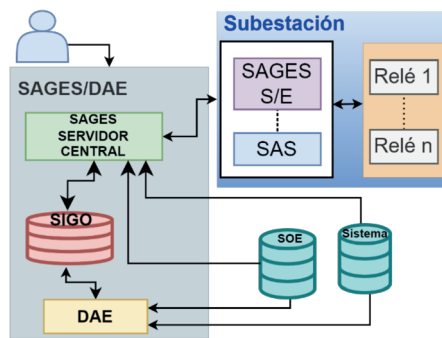 Subestación
SAGES
S/E
SAS
Relé 1
Relé n
SAGES/DAE
SAGES
SERVIDOR
CENTRAL
SIGO
DAE
SOE
Sistema